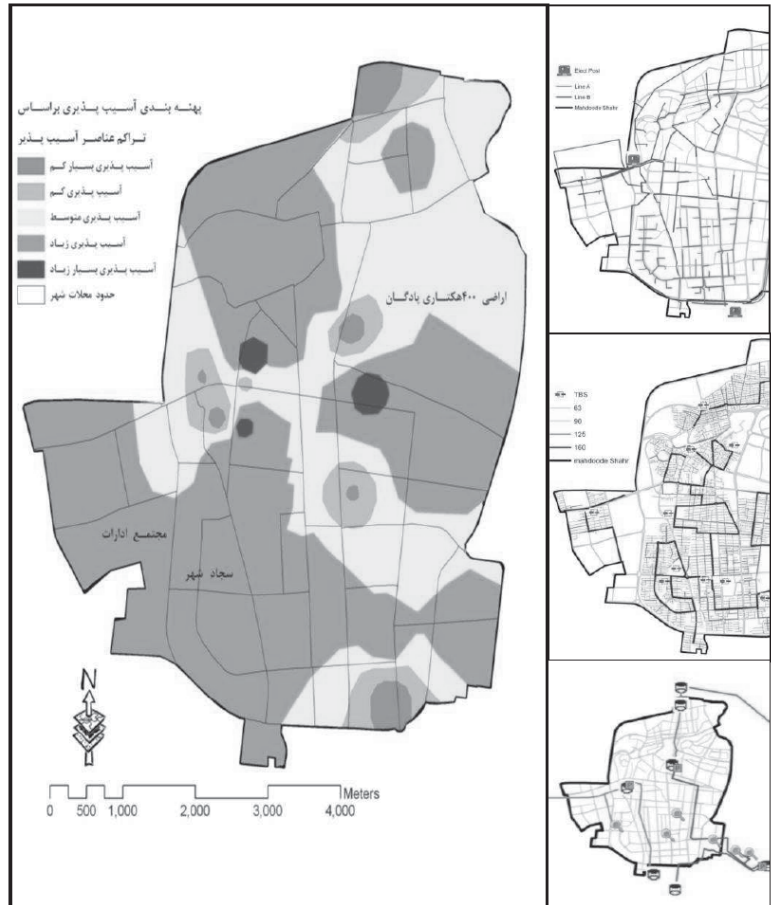 پهنه بندی آسیب پذیری براساس
تراکم عناصر آسیب پذیر
آسیب پذیری بسیار کم
آسیب پذیری کم
آسیب پذیری متوسط
آسیب پذیری زیاد
آسیب پذیری بسیار زیاد
حدود محلات شهر
اراضی ۴۰۰هکتاری پادگان
مجتمع ادارات
سجاد شهر
N
Meters
0 500 1,000 2,000 3,000 4,000
Elect Post
Line A
Line B
Mahdoode Shahr
TBS
63
90
125
160
mahdoode Shahr